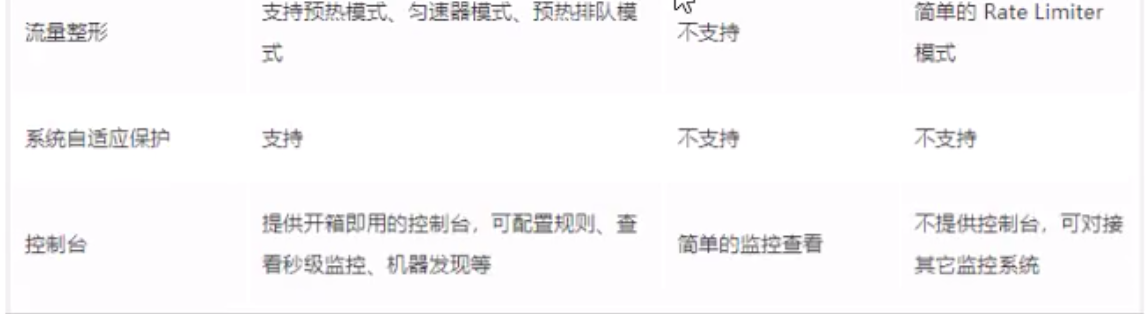 流量整形
支持预热模式、匀速器模式、预热排队模
式
不支持
简单的 Rate Limiter
模式
系统自适应保护
支持
不支持
不支持
控制台
提供开箱即用的控制台，可配置规则、查
看秒级监控、机器发现等
简单的监控查看
不提供控制台，可对接
其它监控系统